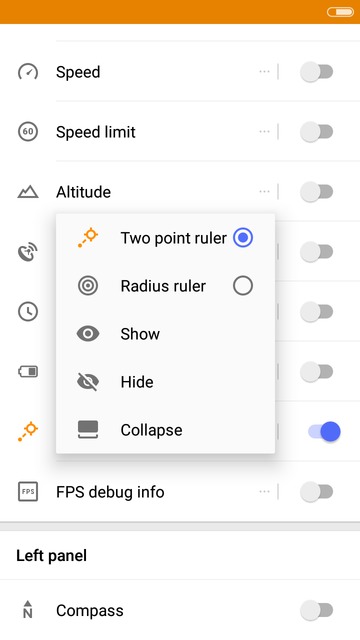 Speed
60
Speed limit
Altitude
Two point ruler
Radius ruler
Show
Hide
Collapse
FPS
FPS debug info
Left panel
N
Compass